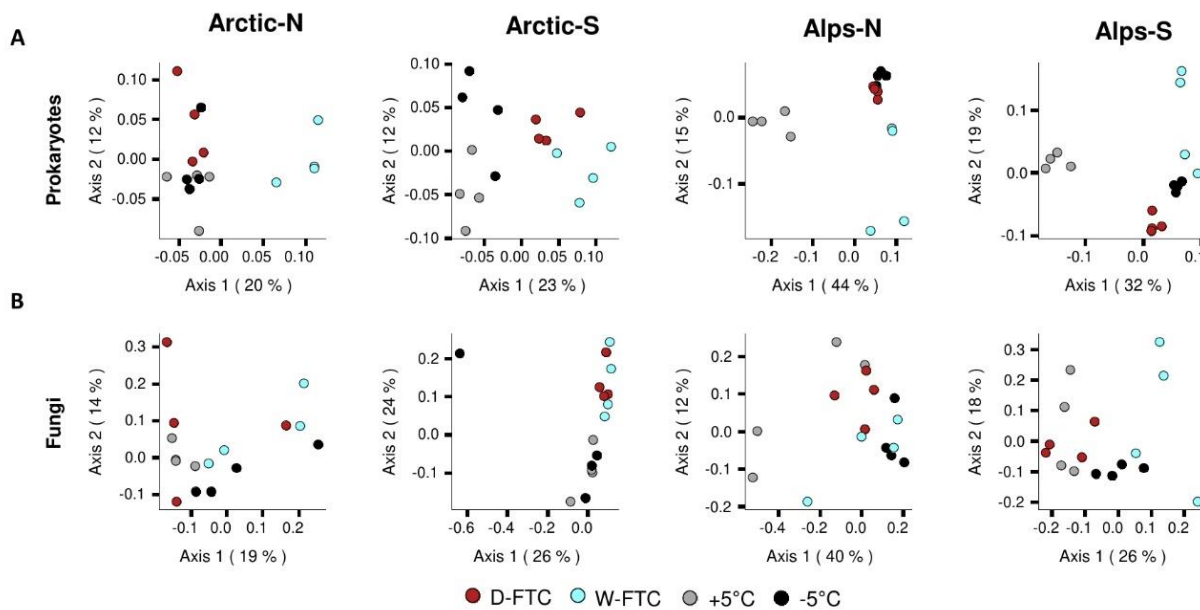 A
Arctic-N
Arctic-S
Alps-N
Alps-S
Prokaryotes
Axis 2 ( 12 % )
0.10
0.05
0.00
-0.05
-0.05
0.00
0.05
0.10
Axis 1 ( 20 % )
Axis 2 ( 12 % )
0.10
0.05
0.00
-0.05
-0.10
-0.05
0.00
0.05
0.10
Axis 1 ( 23 % )
Axis 2 ( 15 % )
0.0
-0.1
-0.2
-0.1
0.0
0.1
Axis 1 ( 44 % )
Axis 2 ( 19 % )
0.1
0.0
-0.1
-0.1
0.0
0.1
Axis 1 ( 32 % )
B
Fungi
Axis 2 ( 14 % )
0.3
0.2
0.1
0.0
-0.1
-0.1
0.0
0.1
0.2
Axis 1 ( 19 % )
Axis 2 ( 24 % )
0.2
0.0
-0.1
-0.6
-0.4
-0.2
0.0
Axis 1 ( 26 % )
Axis 2 ( 12 % )
0.2
0.1
0.0
-0.1
-0.2
-0.4
-0.2
0.0
0.2
Axis 1 ( 40 % )
Axis 2 ( 18 % )
0.3
0.2
0.1
0.0
-0.1
-0.2
-0.2
-0.1
0.0
0.1
0.2
Axis 1 ( 26 % )
D-FTC W-FTC +5°C -5°C